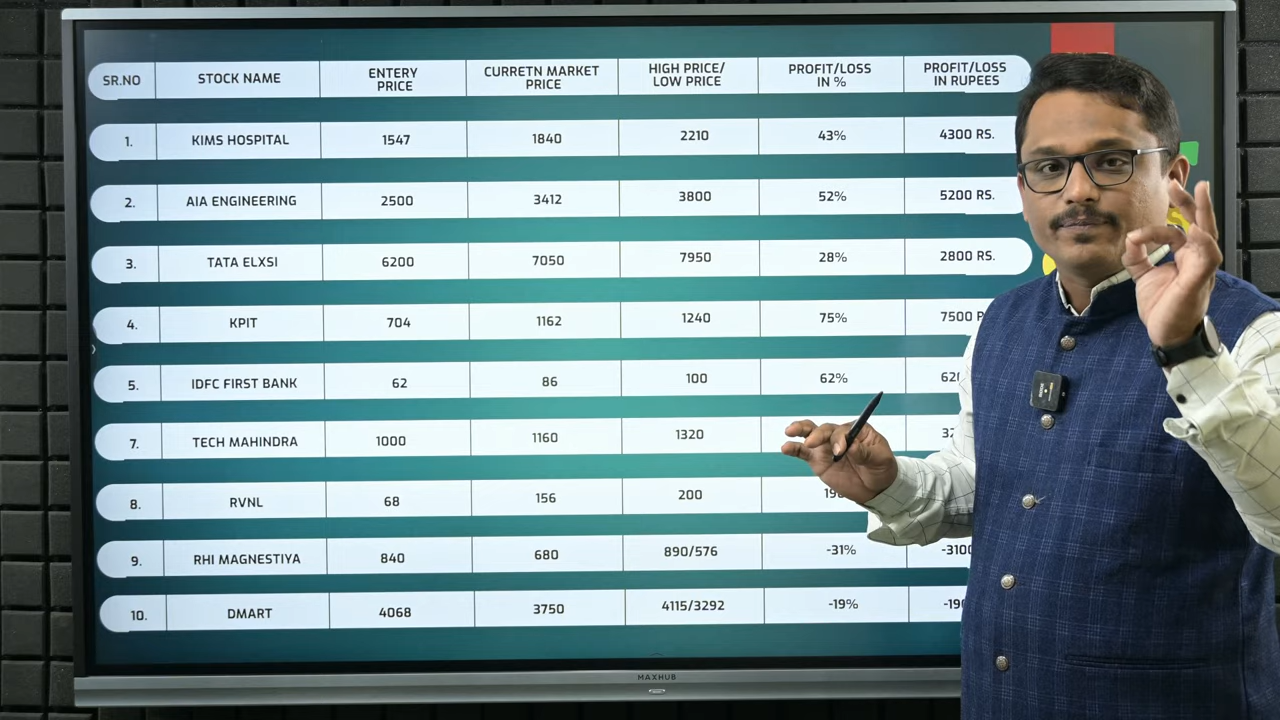 SR.NO STOCK NAME ENTERY PRICE CURRETN MARKET PRICE HIGH PRICE/ LOW PRICE PROFIT/LOSS IN % PROFIT/LOSS IN RUPEES
1. KIMS HOSPITAL 1547 1840 2210 43% 4300 RS.
2. AIA ENGINEERING 2500 3412 3800 52% 5200 RS.
3. TATA ELXSI 6200 7050 7950 28% 2800 RS.
4. KPIT 704 1162 1240 75% 7500
5. IDFC FIRST BANK 62 86 100 62%
7. TECH MAHINDRA 1000 1160 1320
8. RVNL 68 156 200
9. RHI MAGNESTIYA 840 680 890/576 -31%
10. DMART 4068 3750 4115/3292 -19%
MAXHUB